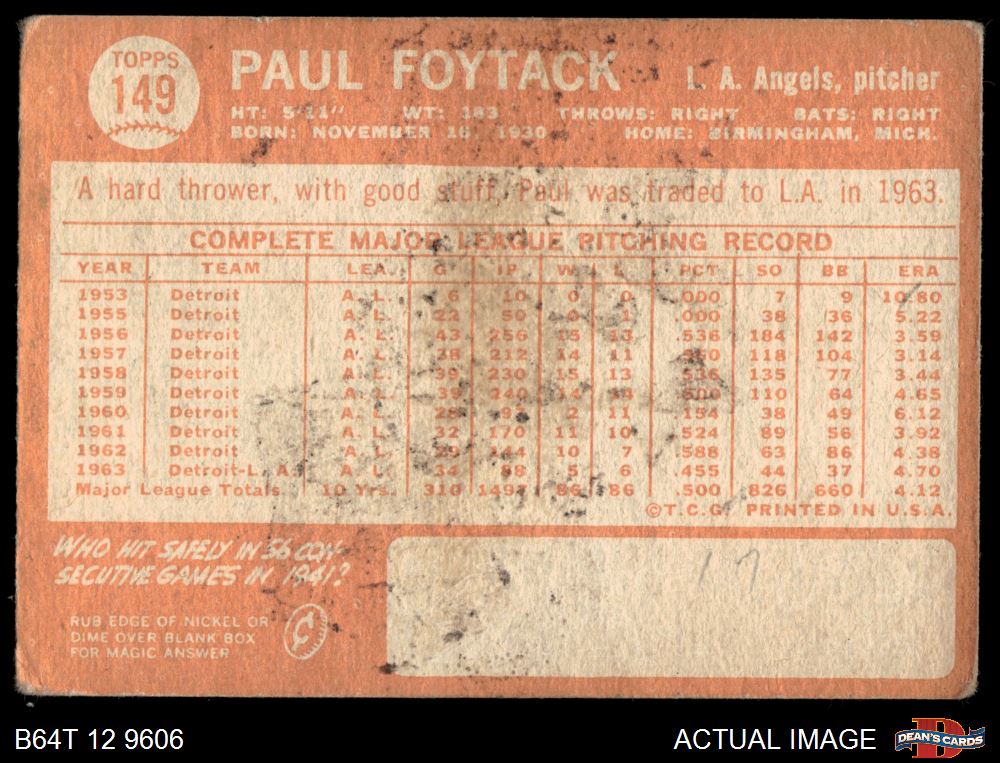 TOPPS
149
PAUL FOYTACK L. A. Angels, pitcher
HT: 5'11" WT: 183 THROWS: RIGHT BATS: RIGHT
BORN: NOVEMBER 16, 1930 HOME: BIRMINGHAM, MICH.
A hard thrower, with good stuff, Paul was traded to L.A. in 1963.
COMPLETE MAJOR LEAGUE PITCHING RECORD
YEAR TEAM LEA. G IP W L PCT SO BB ERA
1953 Detroit A. L. 6 10 0 0 .000 7 9 10.80
1955 Detroit A. L. 22 50 0 1 .000 38 36 5.22
1956 Detroit A. L. 43 256 15 13 .536 184 142 3.59
1957 Detroit A. L. 38 212 14 11 .560 118 104 3.14
1958 Detroit A. L. 39 230 15 13 .536 135 77 3.44
1959 Detroit A. L. 39 240 14 14 .500 110 64 4.65
1960 Detroit A. L. 28 2 11 .154 38 49 6.12
1961 Detroit A. L. 32 170 11 10 .524 89 56 3.92
1962 Detroit A. L. 29 144 10 7 .588 63 86 4.38
1963 Detroit-L. A. A. L. 34 88 5 6 .455 44 37 4.70
Major League Totals 10 Yrs. 310 86 86 .500 826 660 4.12
©T.C.G. PRINTED IN U.S.A.
WHO HIT SAFELY IN 56 CON-
SECUTIVE GAMES IN 1941?
RUB EDGE OF NICKEL OR
DIME OVER BLANK BOX
FOR MAGIC ANSWER
¢
17
B64T 12 9606 ACTUAL IMAGE DEAN'S CARDS